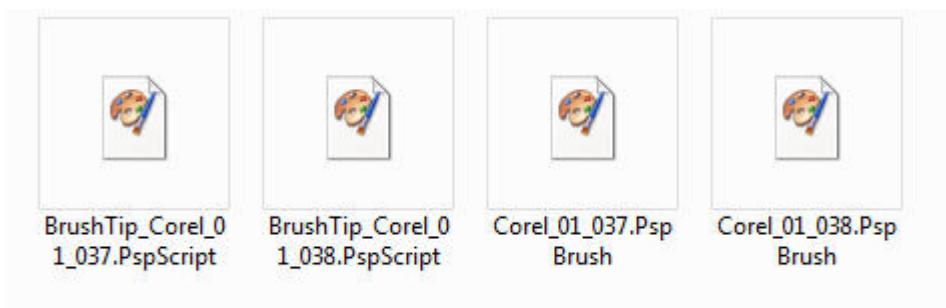 BrushTip_Corel_0
1_037.PspScript
BrushTip_Corel_0
1_038.PspScript
Corel_01_037.Psp
Brush
Corel_01_038.Psp
Brush